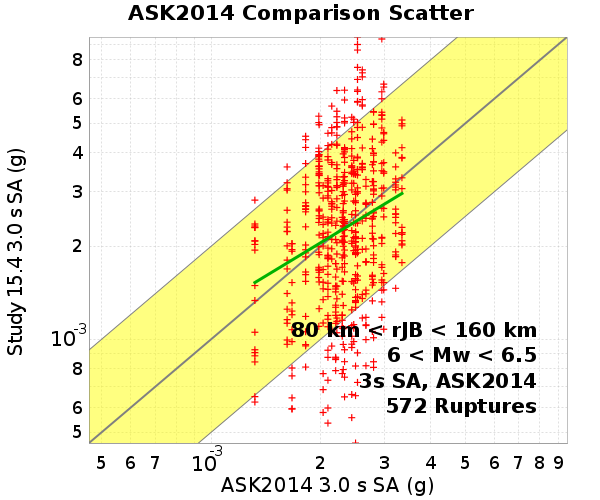 ASK2014 Comparison Scatter
Study 15.4 3.0 s SA (g)
8
6
5
4
3
2
10-3
8
6
5
80 km < rJB < 160 km
6 < Mw < 6.5
3s SA, ASK2014
572 Ruptures
5 6 7 10-3 2 3 4 5 6 7 8 9
ASK2014 3.0 s SA (g)